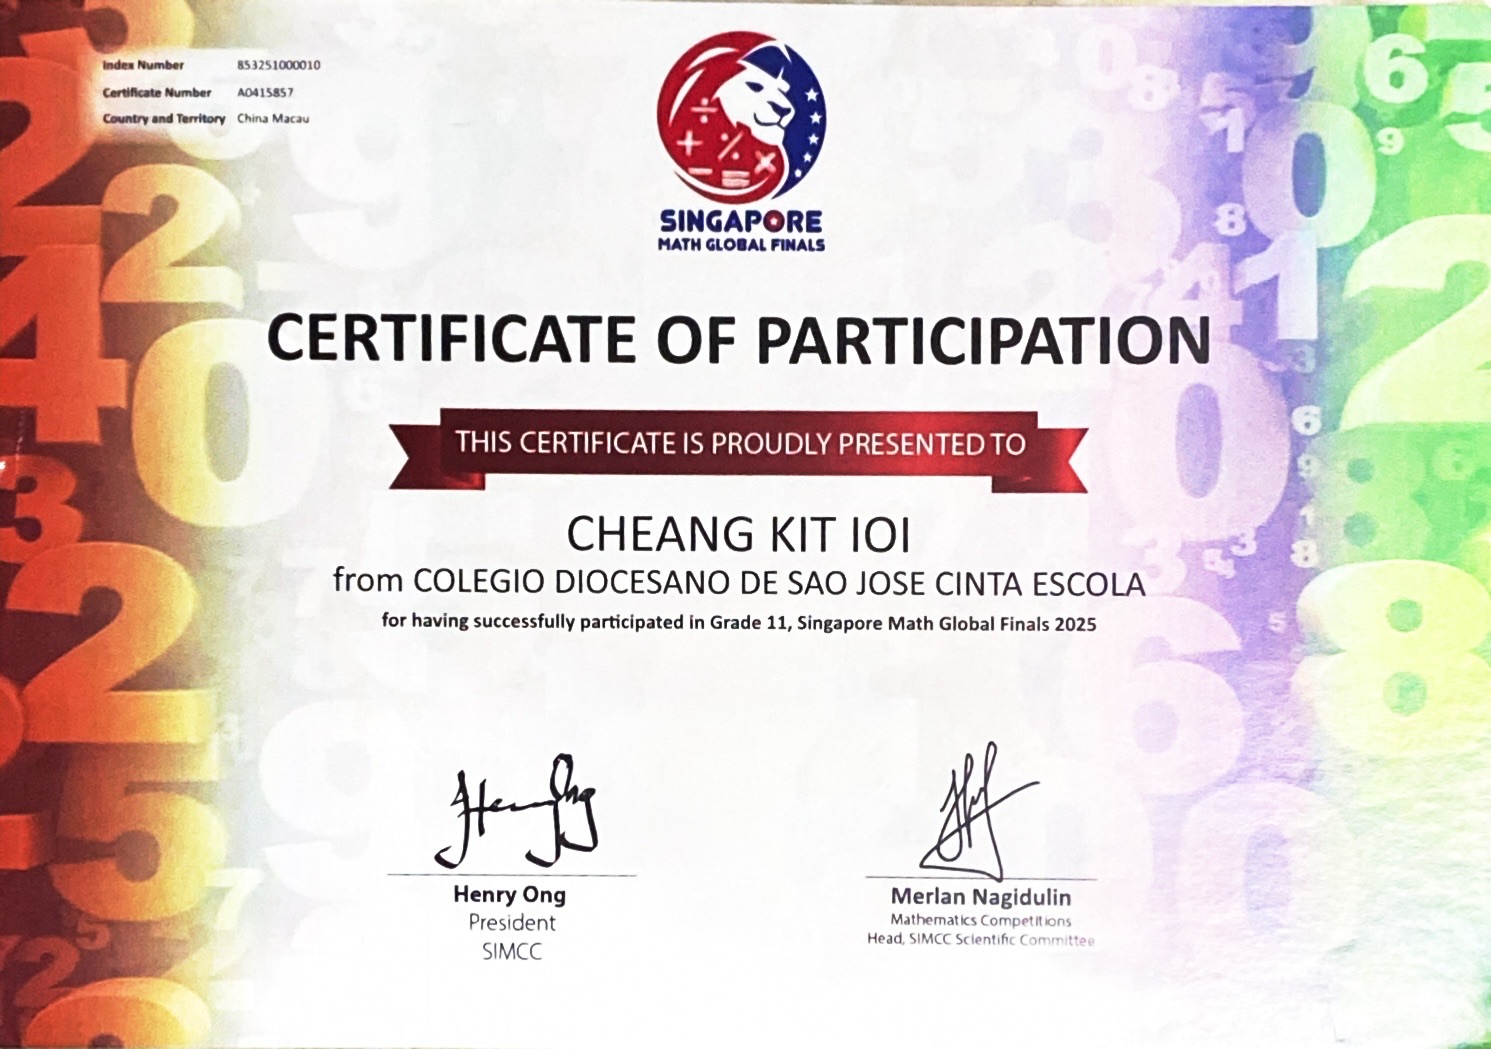 Index Number 853251000010
Certificate Number A0415857
Country and Territory China Macau
SINGAPORE
MATH GLOBAL FINALS
CERTIFICATE OF PARTICIPATION
THIS CERTIFICATE IS PROUDLY PRESENTED TO
CHEANG KIT IOI
from COLEGIO DIOCESANO DE SAO JOSE CINTA ESCOLA
for having successfully participated in Grade 11, Singapore Math Global Finals 2025
Henry Ong
Henry Ong
President
SIMCC
Merlan Nagidulin
Mathematics Competitions
Head, SIMCC Scientific Committee